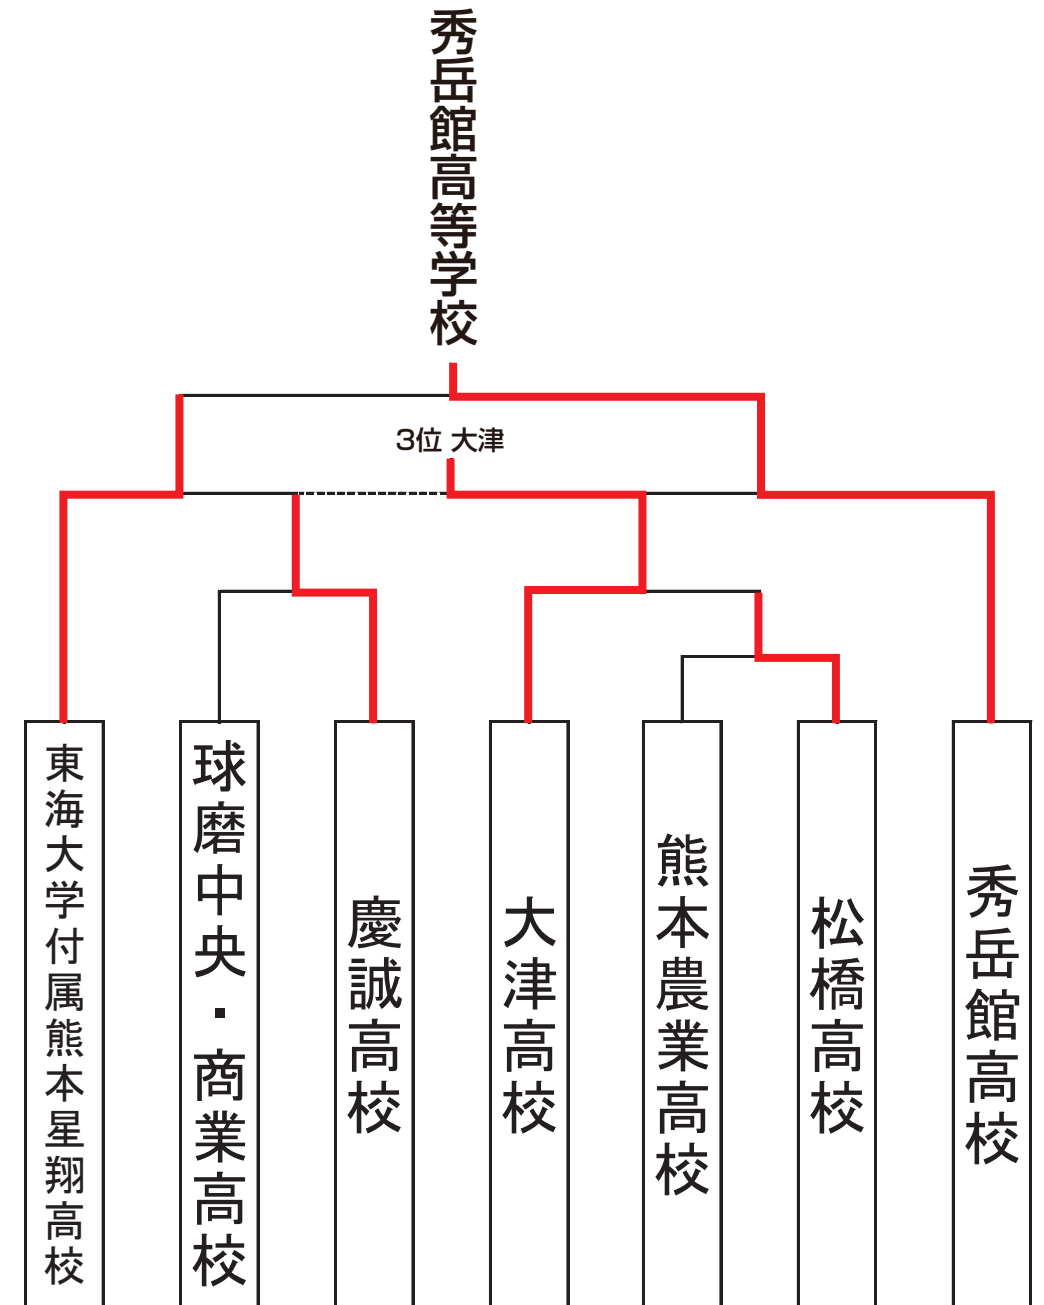 秀岳館高等学校
3位 大津
東海大学付属熊本星翔高校
球磨中央・商業高校
慶誠高校
大津高校
熊本農業高校
松橋高校
秀岳館高校